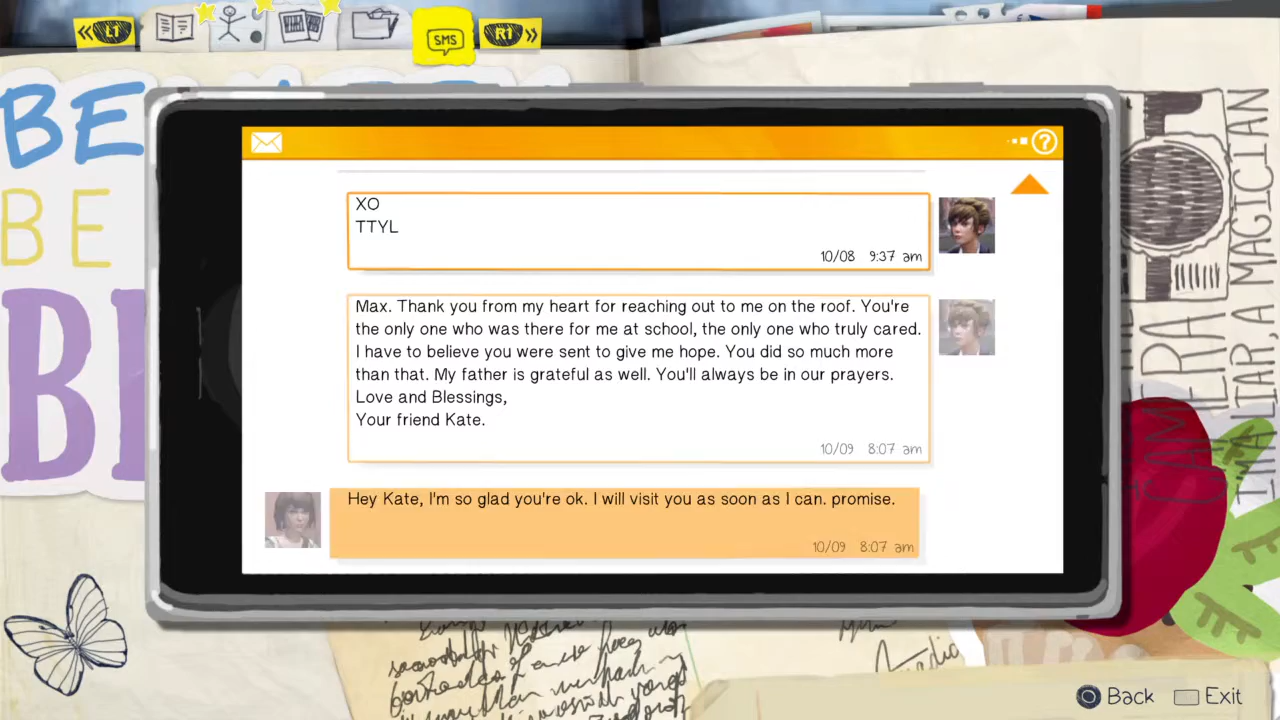 L1
SMS
R1
BE
BE
XO
TTYL
10/08 9:37 am
Max. Thank you from my heart for reaching out to me on the roof. You're
the only one who was there for me at school, the only one who truly cared.
I have to believe you were sent to give me hope. You did so much more
than that. My father is grateful as well. You'll always be in our prayers.
Love and Blessings,
Your friend Kate.
10/09 8:07 am
Hey Kate, I'm so glad you're ok. I will visit you as soon as I can. promise.
10/09 8:07 am
CAMERA
A MAGICIAN
Back
Exit